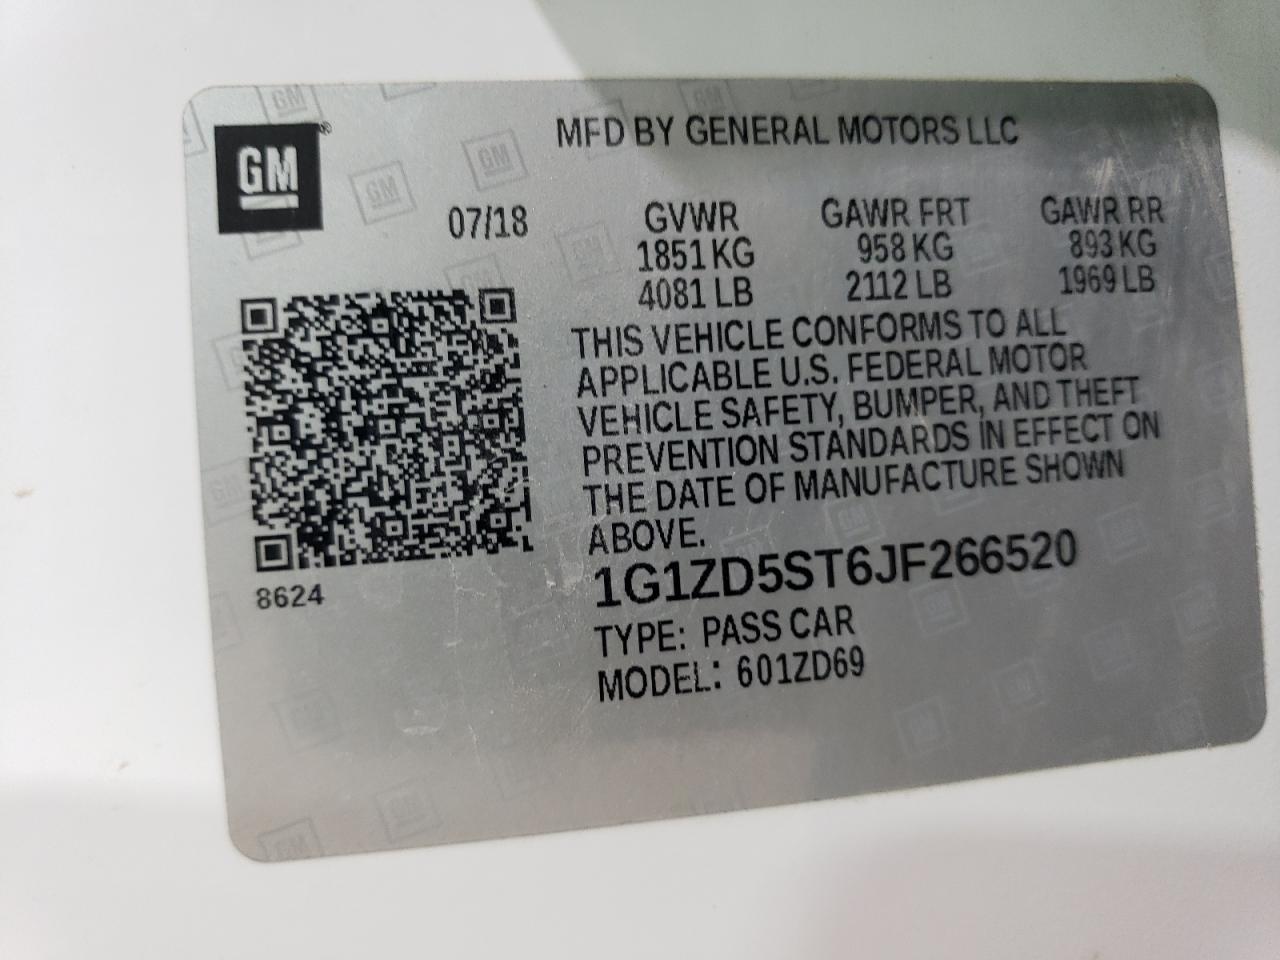 GM®
MFD BY GENERAL MOTORS LLC
07/18
GVWR GAWR FRT GAWR RR
1851 KG 958 KG 893 KG
4081 LB 2112 LB 1969 LB
THIS VEHICLE CONFORMS TO ALL
APPLICABLE U.S. FEDERAL MOTOR
VEHICLE SAFETY, BUMPER, AND THEFT
PREVENTION STANDARDS IN EFFECT ON
THE DATE OF MANUFACTURE SHOWN
ABOVE.
1G1ZD5ST6JF266520
TYPE: PASS CAR
MODEL: 601ZD69
8624